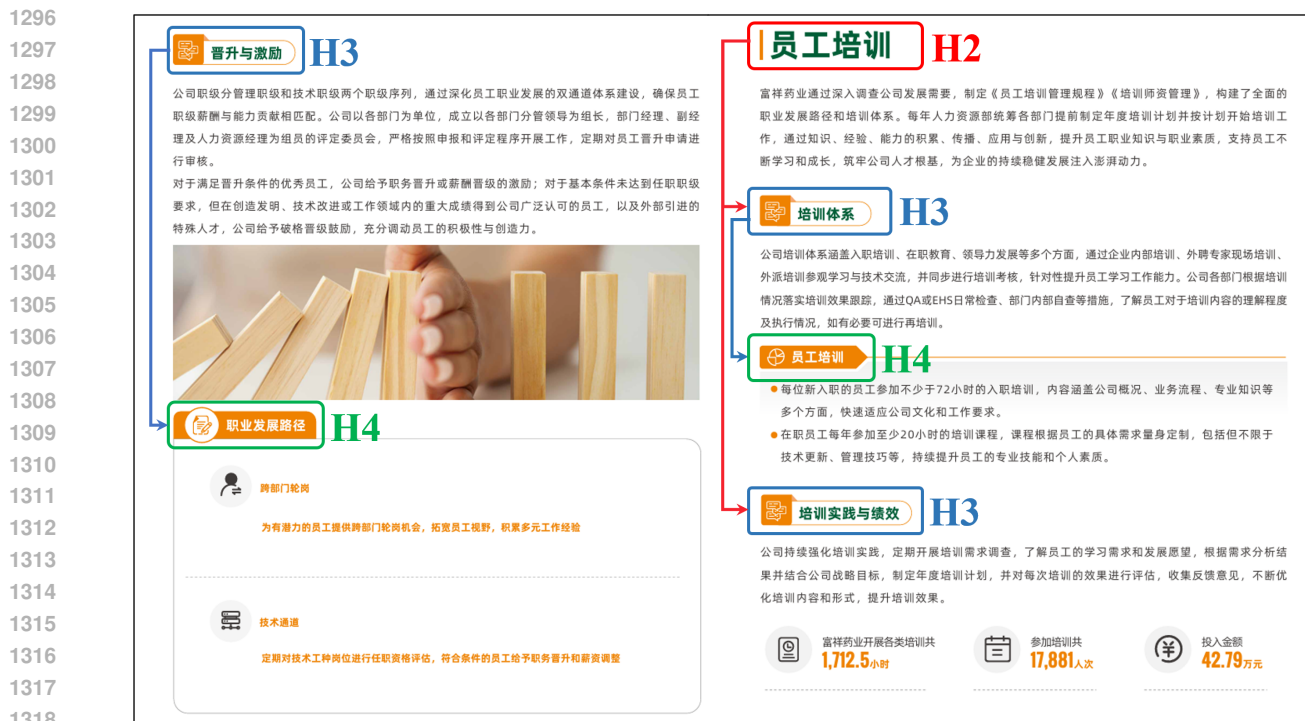 1296
1297
1298
1299
1300
1301
1302
1303
1304
1305
1306
1307
1308
1309
1310
1311
1312
1313
1314
1315
1316
1317
1318
晋升与激励 H3
公司职级分管理职级和技术职级两个职级序列，通过深化员工职业发展的双通道体系建设，确保员工
职级薪酬与能力贡献相匹配。公司以各部门为单位，成立以各部门分管领导为组长，部门经理、副经
理及人力资源经理为组员的评定委员会，严格按照申报和评定程序开展工作，定期对员工晋升申请进
行审核。
对于满足晋升条件的优秀员工，公司给予职务晋升或薪酬晋级的激励；对于基本条件未达到任职职级
要求，但在创造发明、技术改进或工作领域内的重大成绩得到公司广泛认可的员工，以及外部引进的
特殊人才，公司给予破格晋级鼓励，充分调动员工的积极性与创造力。
职业发展路径 H4
跨部门轮岗
为有潜力的员工提供跨部门轮岗机会，拓宽员工视野，积累多元工作经验
技术通道
定期对技术工种岗位进行任职资格评估，符合条件的员工给予职务晋升和薪资调整
员工培训 H2
富祥药业通过深入调查公司发展需要，制定《员工培训管理规程》《培训师资管理》，构建了全面的
职业发展路径和培训体系。每年人力资源部统筹各部门提前制定年度培训计划并按计划开始培训工
作，通过知识、经验、能力的积累、传播、应用与创新，提升员工职业知识与职业素质，支持员工不
断学习和成长，筑牢公司人才根基，为企业的持续稳健发展注入澎湃动力。
培训体系 H3
公司培训体系涵盖入职培训、在职教育、领导力发展等多个方面，通过企业内部培训、外聘专家现场培训、
外派培训参观学习与技术交流，并同步进行培训考核，针对性提升员工学习工作能力。公司各部门根据培训
情况落实培训效果跟踪，通过QA或EHS日常检查、部门内部自查等措施，了解员工对于培训内容的理解程度
及执行情况，如有必要可进行再培训。
员工培训 H4
每位新入职的员工参加不少于72小时的入职培训，内容涵盖公司概况、业务流程、专业知识等
多个方面，快速适应公司文化和工作要求。
在职员工每年参加至少20小时的培训课程，课程根据员工的具体需求量身定制，包括但不限于
技术更新、管理技巧等，持续提升员工的专业技能和个人素质。
培训实践与绩效 H3
公司持续强化培训实践，定期开展培训需求调查，了解员工的学习需求和发展愿望，根据需求分析结
果并结合公司战略目标，制定年度培训计划，并对每次培训的效果进行评估，收集反馈意见，不断优
化培训内容和形式，提升培训效果。
富祥药业开展各类培训共
1,712.5小时
参加培训共
17,881人次
投入金额
42.79万元